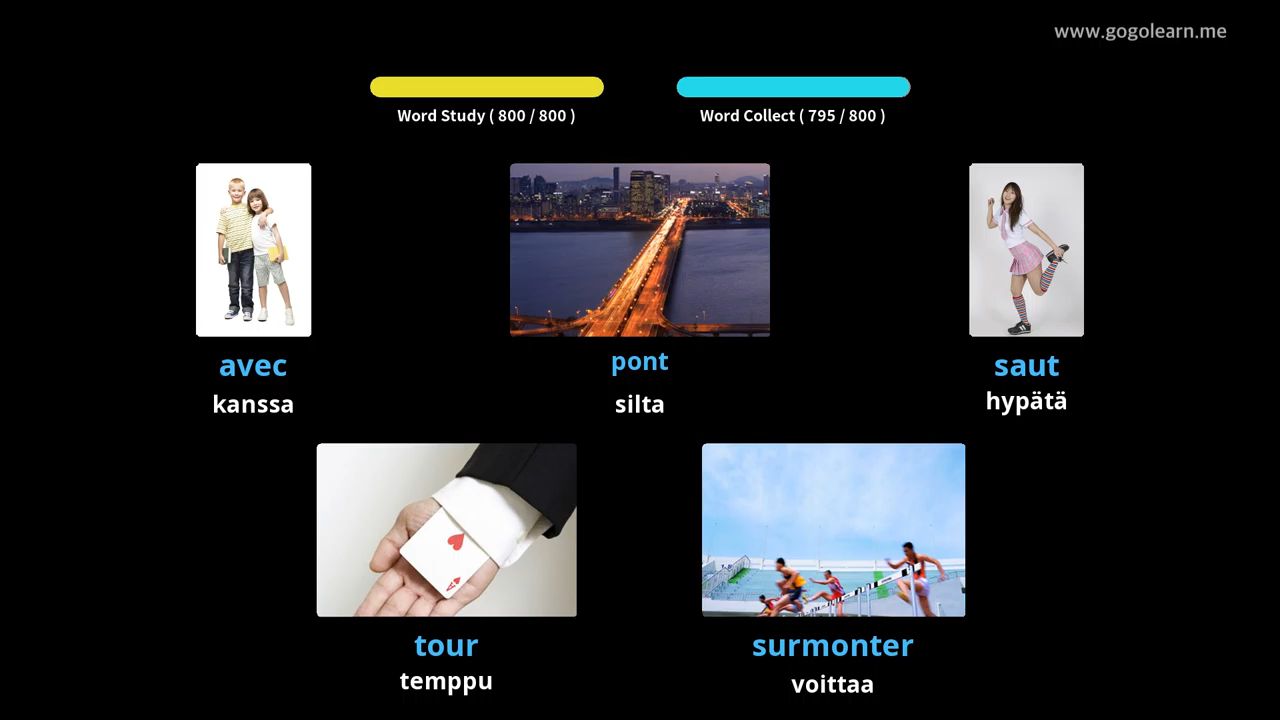 www.gogolearn.me
Word Study ( 800 / 800 )
Word Collect ( 795 / 800 )
avec
kanssa
pont
silta
saut
hypätä
tour
temppu
surmonter
voittaa